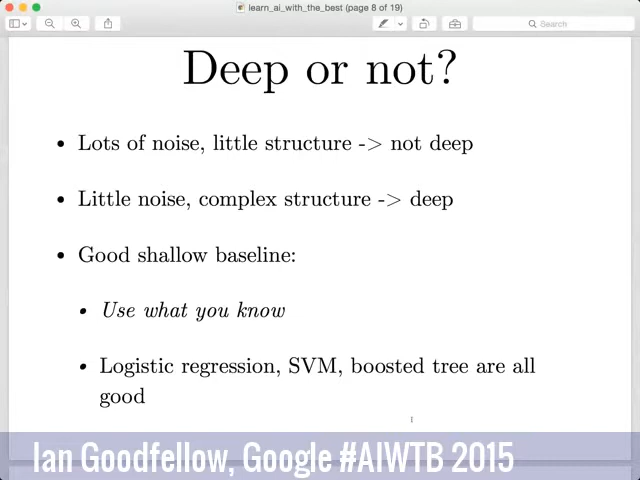 learn_ai_with_the_best (page 8 of 19)
Search
Deep or not?
• Lots of noise, little structure -> not deep
• Little noise, complex structure -> deep
• Good shallow baseline:
• Use what you know
• Logistic regression, SVM, boosted tree are all
good
Ian Goodfellow, Google #AIWTB 2015